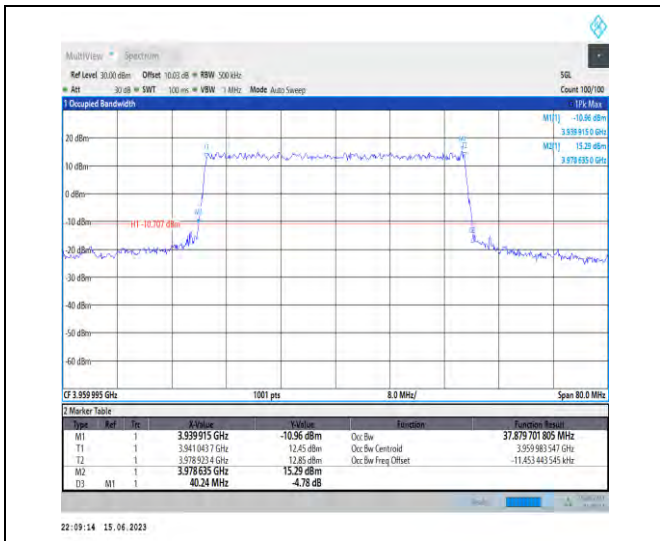 MultiView Spectrum
Ref Level 30.00 dBm Offset 10.03 dB RBW 500 kHz SGL
Att 30 dB SWT 100 ms VBW 1 MHz Mode Auto Sweep Count 100/100
1 Occupied Bandwidth 1Pk Max
M1[1] -10.96 dBm
3.939 915 0 GHz
20 dBm M2[1] 15.29 dBm
3.978 635 0 GHz
10 dBm
0 dBm
-10 dBm H1 -10.707 dBm
-20 dBm
-30 dBm
-40 dBm
-50 dBm
-60 dBm
CF 3.959 995 GHz 1001 pts 8.0 MHz/ Span 80.0 MHz
2 Marker Table
Type Ref Trc X-Value Y-Value Function Function Result
M1 1 3.939 915 GHz -10.96 dBm Occ Bw 37.879 701 805 MHz
T1 1 3.941 043 7 GHz 12.45 dBm Occ Bw Centroid 3.959 983 547 GHz
T2 1 3.978 923 4 GHz 12.85 dBm Occ Bw Freq Offset -11.453 443 545 kHz
M2 1 3.978 635 GHz 15.29 dBm
D3 M1 1 40.24 MHz -4.78 dB
22:09:14 15.06.2023